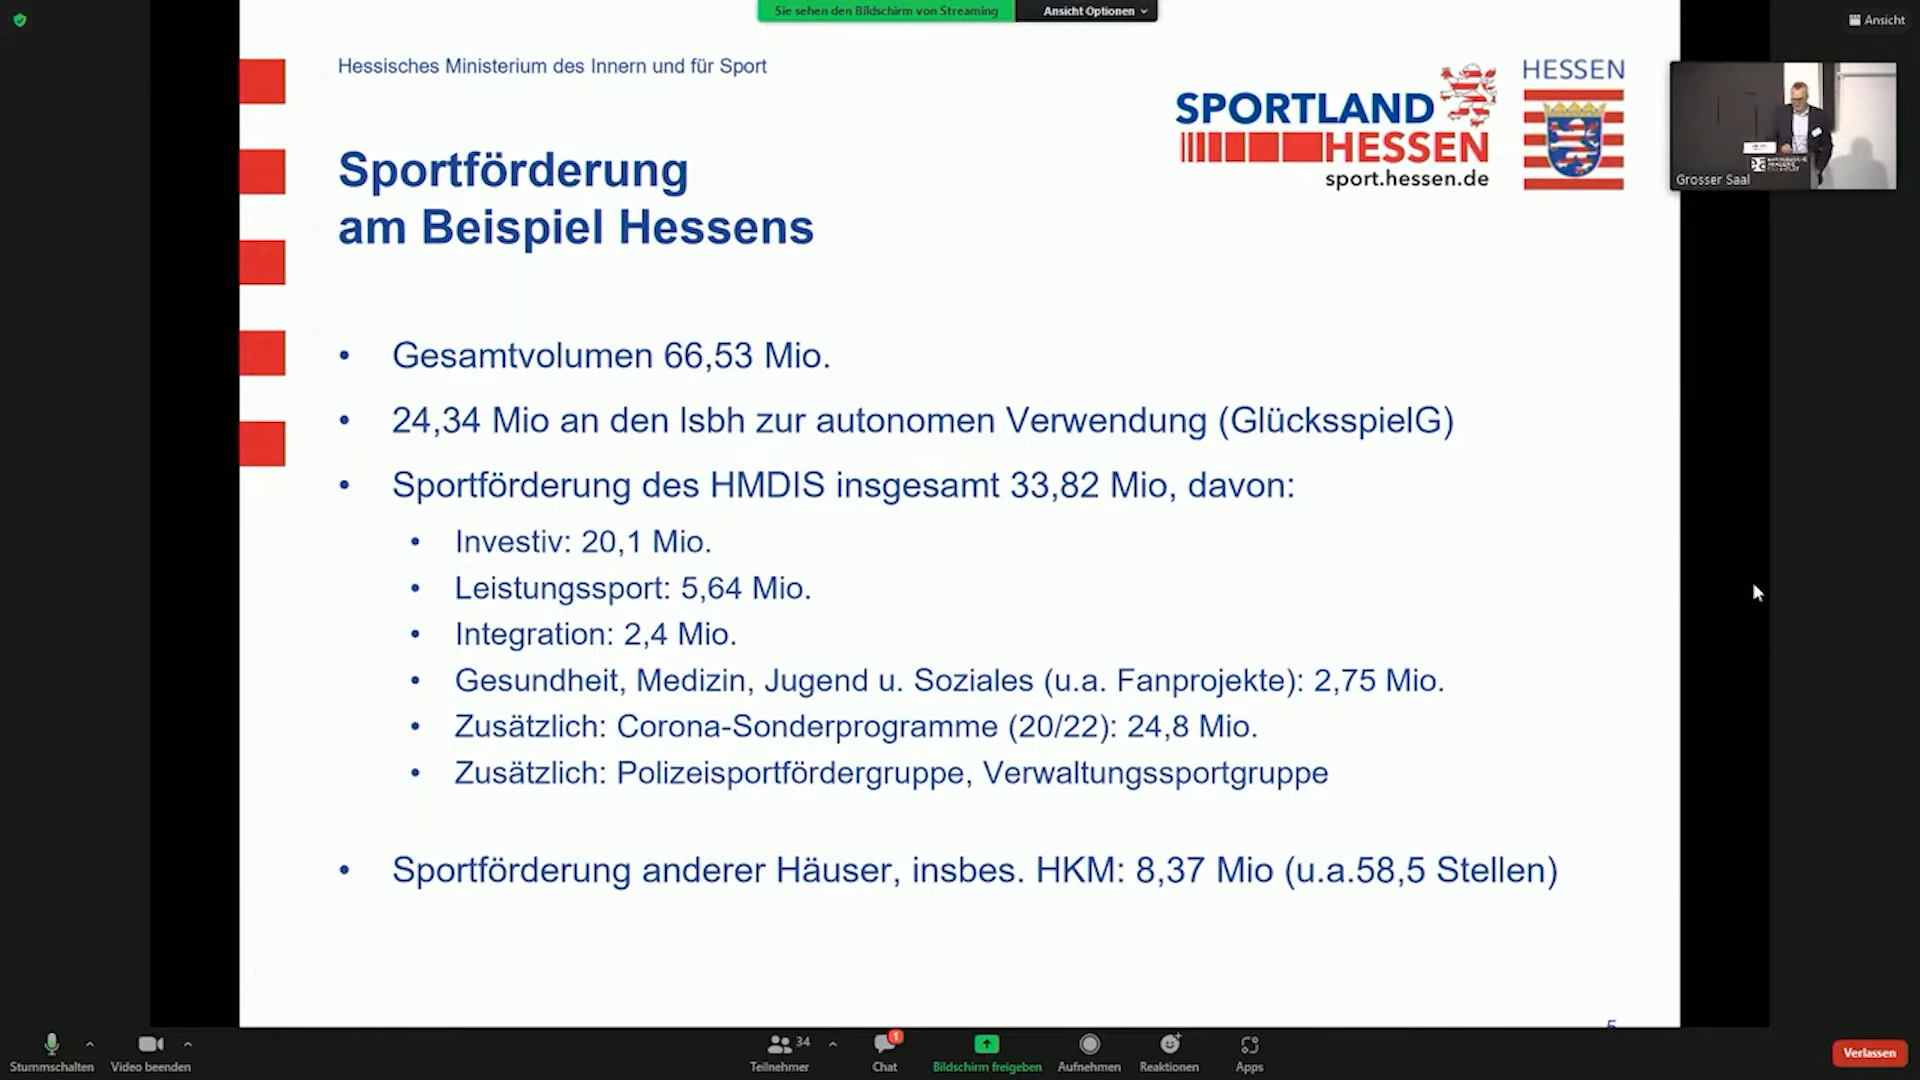 Sie sehen den Bildschirm von Streaming
Ansicht Optionen
Ansicht
Hessisches Ministerium des Innern und für Sport
SPORTLAND
HESSEN
sport.hessen.de
HESSEN
Grosser Saal
Sportförderung
am Beispiel Hessens
• Gesamtvolumen 66,53 Mio.
• 24,34 Mio an den lsbh zur autonomen Verwendung (GlücksspielG)
• Sportförderung des HMDIS insgesamt 33,82 Mio, davon:
• Investiv: 20,1 Mio.
• Leistungssport: 5,64 Mio.
• Integration: 2,4 Mio.
• Gesundheit, Medizin, Jugend u. Soziales (u.a. Fanprojekte): 2,75 Mio.
• Zusätzlich: Corona-Sonderprogramme (20/22): 24,8 Mio.
• Zusätzlich: Polizeisportfördergruppe, Verwaltungssportgruppe
• Sportförderung anderer Häuser, insbes. HKM: 8,37 Mio (u.a.58,5 Stellen)
Stummschalten
Video beenden
34
Teilnehmer
1
Chat
Bildschirm freigeben
Aufnehmen
Reaktionen
Apps
Verlassen